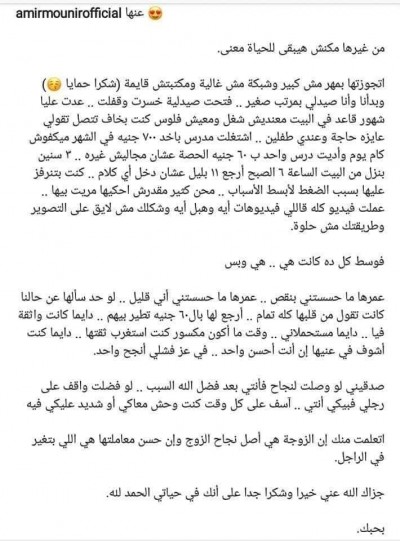 amirmounirofficial عنها 😍
من غيرها مكنش هيبقى للحياة معنى.
اتجوزتها بمهر مش كبير وشبكة مش غالية ومكتبتش قايمة (شكرا حمايا 😚)
وبدأنا وأنا صيدلي بمرتب صغير .. فتحت صيدلية خسرت وقفلت .. عدت عليا
شهور قاعد في البيت معنديش شغل ومعيش فلوس كنت بخاف تتصل تقولي
عايزه حاجة وعندي طفلين .. اشتغلت مدرس باخد ٧٠٠ جنيه في الشهر ميكفوش
كام يوم وأديت درس واحد ب ٦٠ جنيه الحصة عشان مجاليش غيره .. ٣ سنين
بنزل من البيت الساعة ٦ الصبح أرجع ١١ بليل عشان دخل أي كلام .. كنت بتنرفز
عليها بسبب الضغط لأبسط الأسباب .. محن كتير مقدرش احكيها مريت بيها ..
عملت فيديو كله قاللي فيديوهات أيه وهبل أيه وشكلك مش لايق على التصوير
وطريقتك مش حلوة.
فوسط كل ده كانت هي .. هي وبس
عمرها ما حسستني بنقص .. عمرها ما حسستني أني قليل .. لو حد سألها عن حالنا
كانت تقول من قلبها كله تمام .. أرجع لها بال٦٠ جنيه تطير بيهم .. دايما كانت واثقة
فيا .. دايما مستحملاني .. وقت ما أكون مكسور كنت استغرب ثقتها .. دايما كنت
أشوف في عنيها إن أنت أحسن واحد .. في عز فشلي أنجح واحد.
صدقيني لو وصلت لنجاح فأنتي بعد فضل الله السبب .. لو فضلت واقف على
رجلي فبيكي أنتي .. آسف على كل وقت كنت وحش معاكي أو شديد عليكي فيه
اتعلمت منك إن الزوجة هي أصل نجاح الزوج وإن حسن معاملتها هي اللي بتغير
في الراجل.
جزاك الله عني خيرا وشكرا جدا على أنك في حياتي الحمد لله.
بحبك.